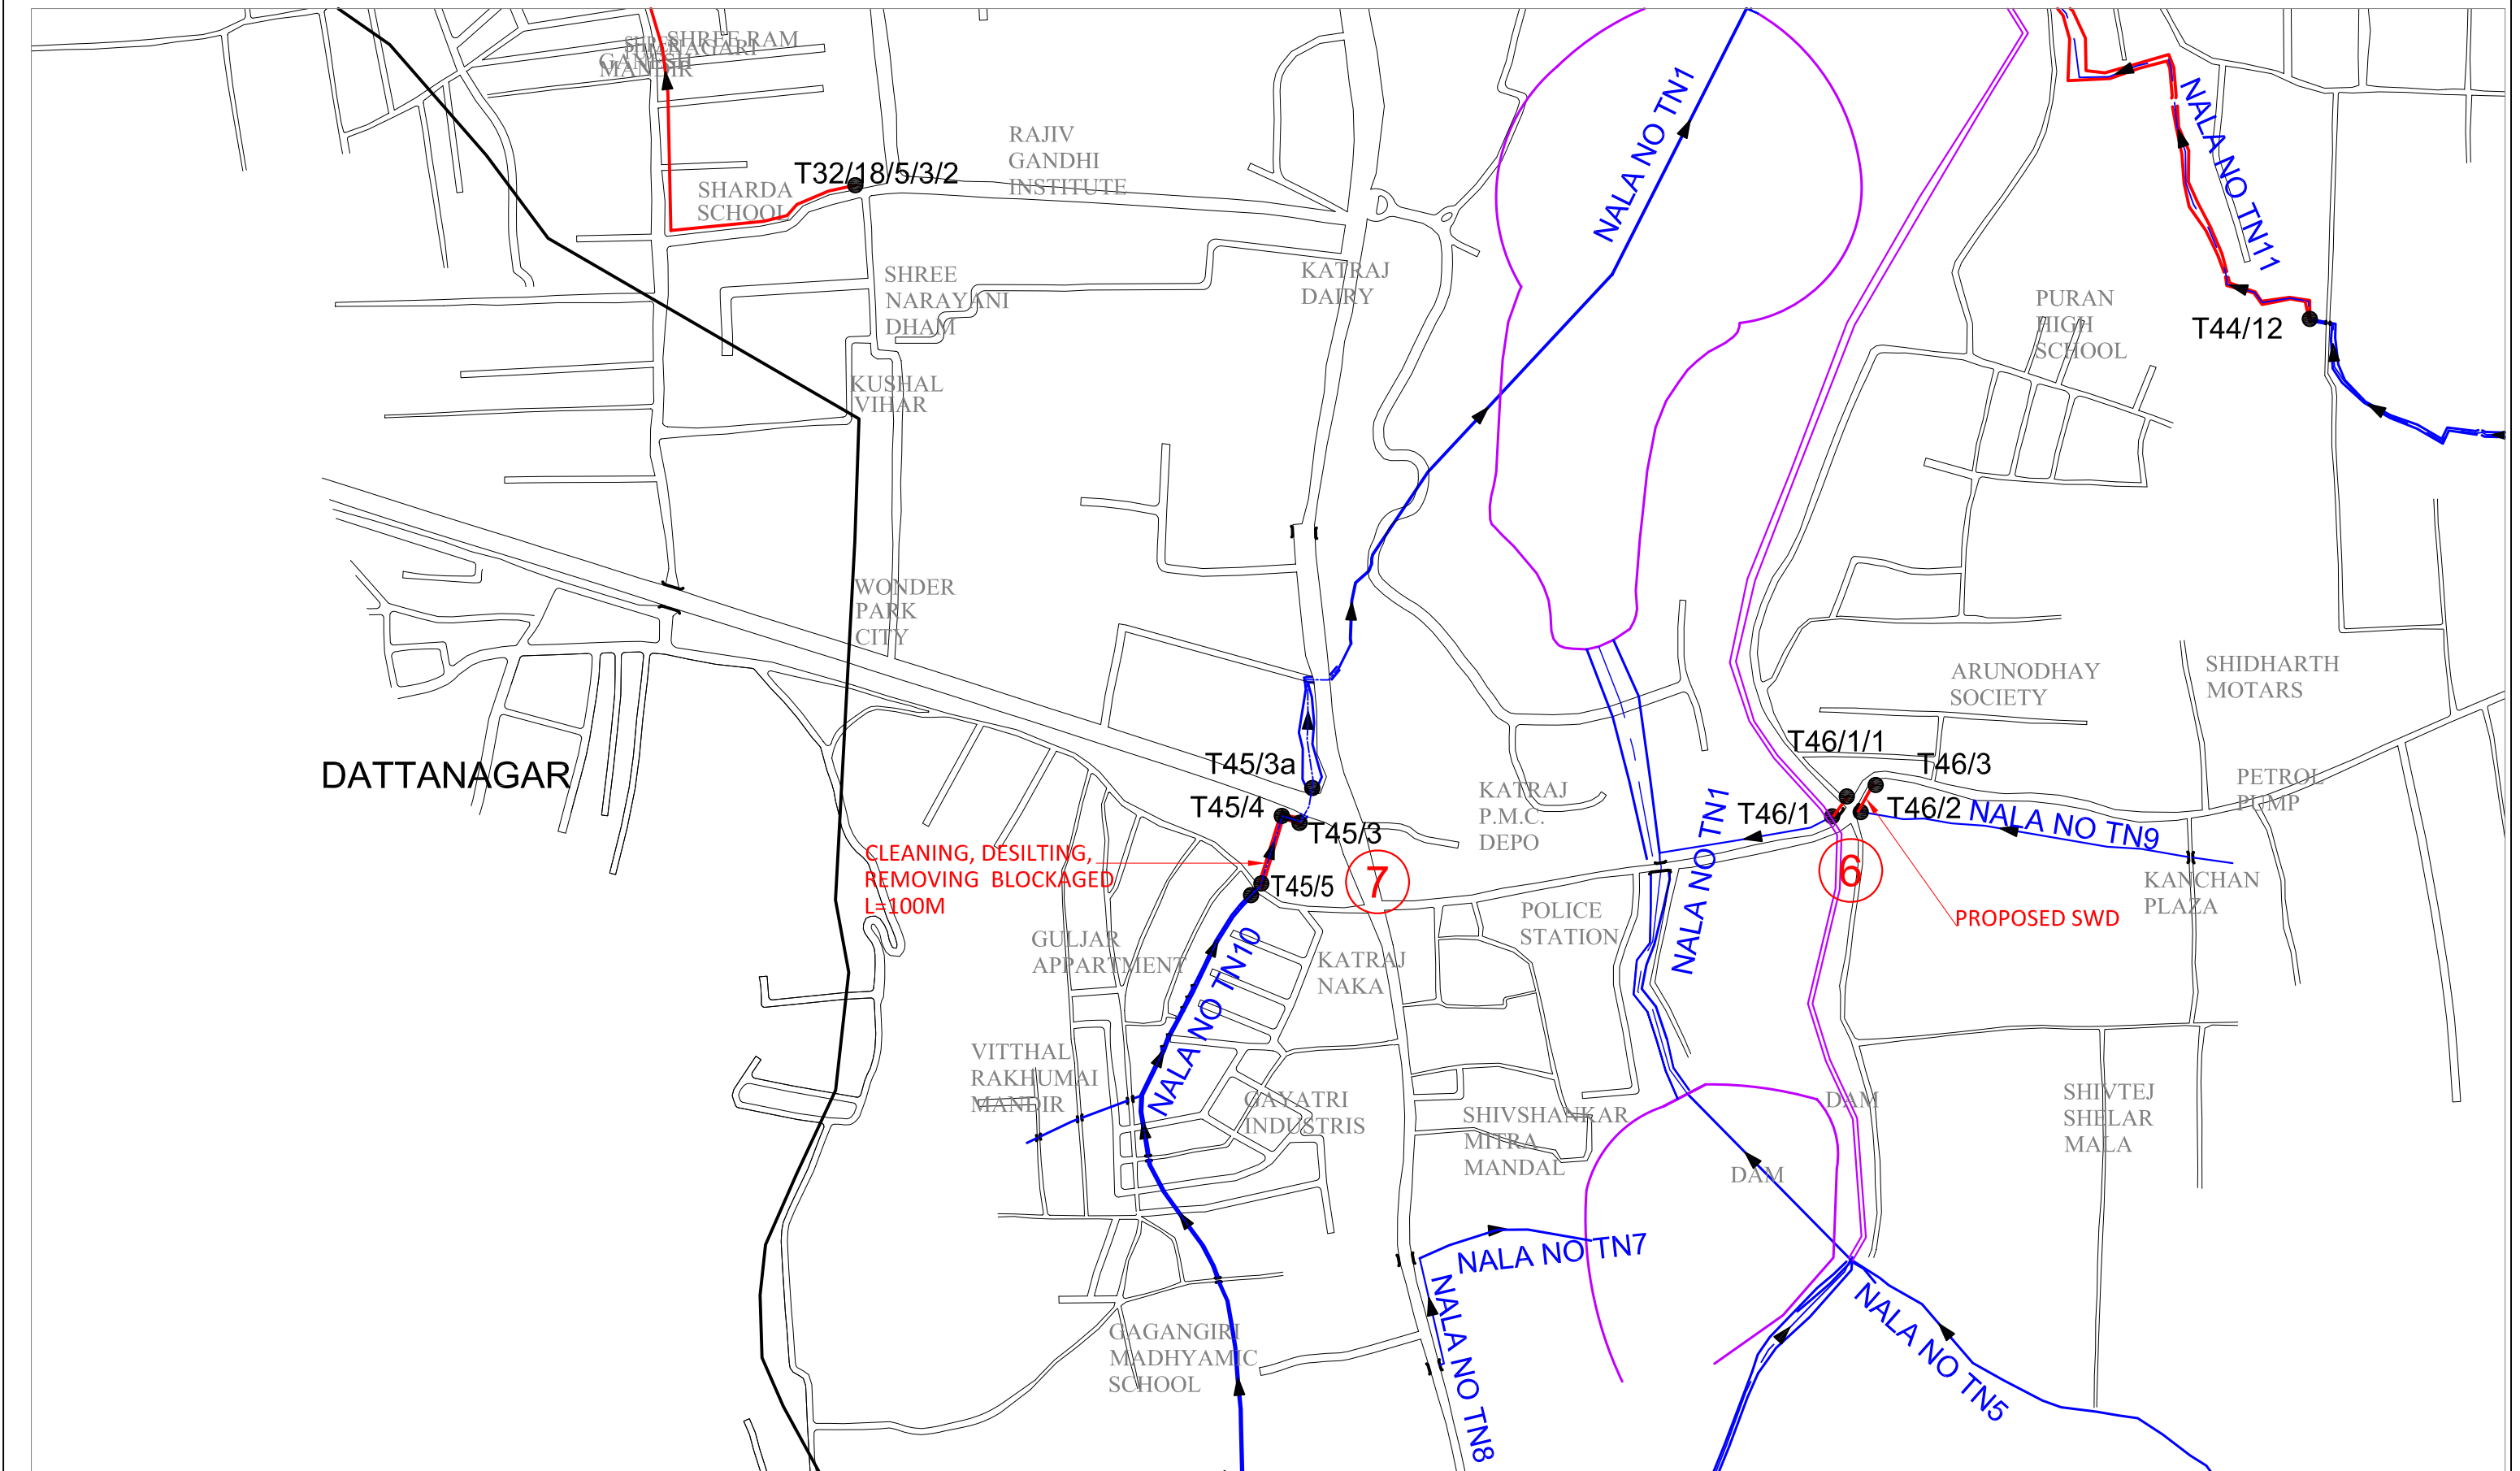 SHREE RAM
NAGARI
SHREE
GANESH
MANDIR
T32/18/5/3/2
SHARDA
SCHOOL
RAJIV
GANDHI
INSTITUTE
NALA NO TN1
NALA NO TN11
SHREE
NARAYANI
DHAM
KATRAJ
DAIRY
PURAN
HIGH
SCHOOL
T44/12
KUSHAL
VIHAR
WONDER
PARK
CITY
ARUNODHAY
SOCIETY
SHIDHARTH
MOTARS
DATTANAGAR
T45/3a
T45/4
T45/3
KATRAJ
P.M.C.
DEPO
T46/1/1
T46/3
T46/1
T46/2
NALA NO TN9
PETROL
PUMP
CLEANING, DESILTING,
REMOVING BLOCKAGED
L=100M
T45/5
7
6
NALA NO TN1
KANCHAN
PLAZA
PROPOSED SWD
POLICE
STATION
GULJAR
APPARTMENT
NALA NO TN10
KATRAJ
NAKA
VITTHAL
RAKHUMAI
MANDIR
GAYATRI
INDUSTRIS
SHIVSHANKAR
MITRA
MANDAL
DAM
DAM
SHIVTEJ
SHELAR
MALA
NALA NO TN7
NALA NO TN8
NALA NO TN5
GAGANGIRI
MADHYAMIC
SCHOOL